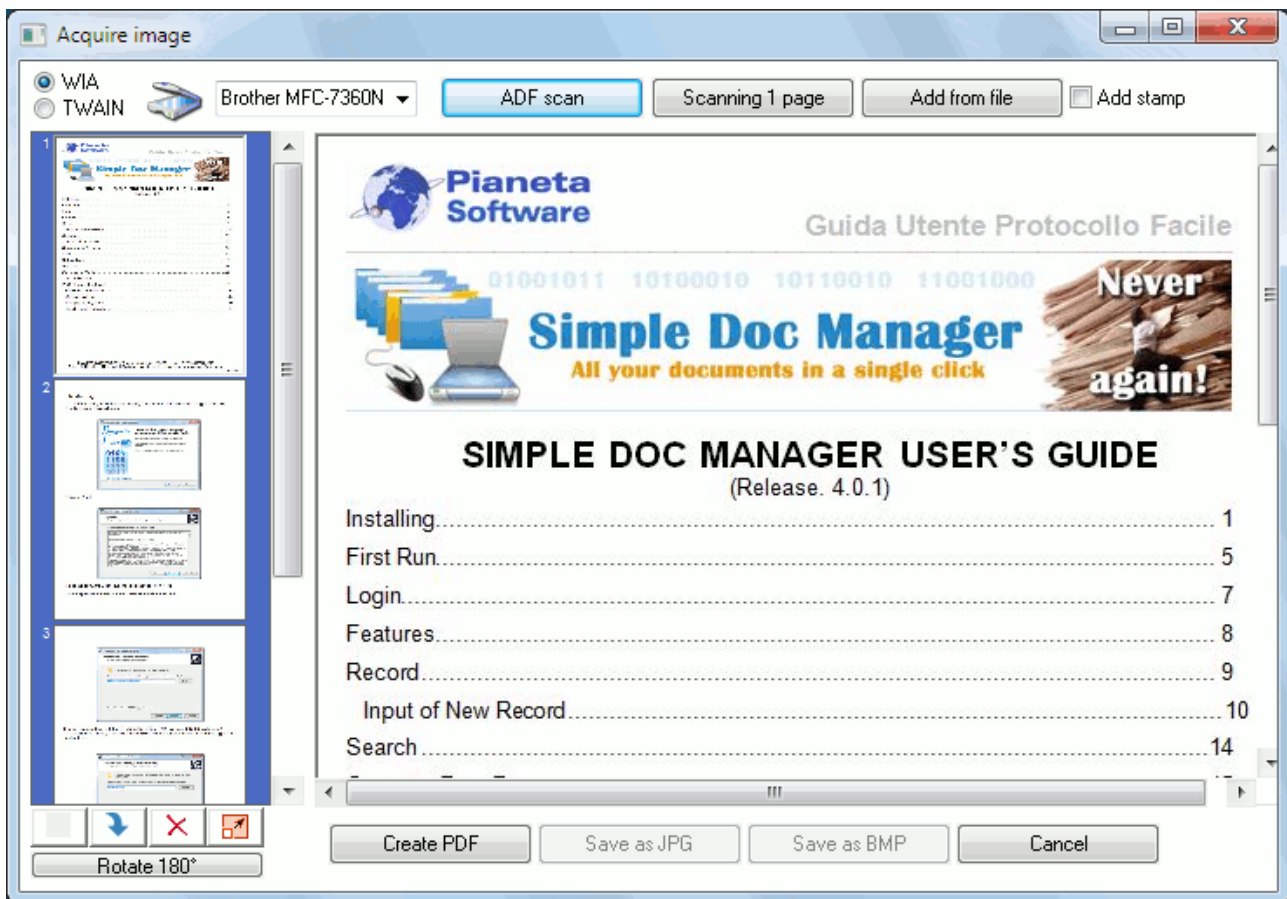 Acquire image
WIA
TWAIN
Brother MFC-7360N
ADF scan
Scanning 1 page
Add from file
Add stamp
1
2
3
Rotate 180°
Pianeta
Software
Guida Utente Protocollo Facile
01001011 10100010 10110010 11001000
Simple Doc Manager
All your documents in a single click
Never
again!
SIMPLE DOC MANAGER USER'S GUIDE
(Release. 4.0.1)
Installing 1
First Run 5
Login 7
Features 8
Record 9
Input of New Record 10
Search 14
Create PDF
Save as JPG
Save as BMP
Cancel